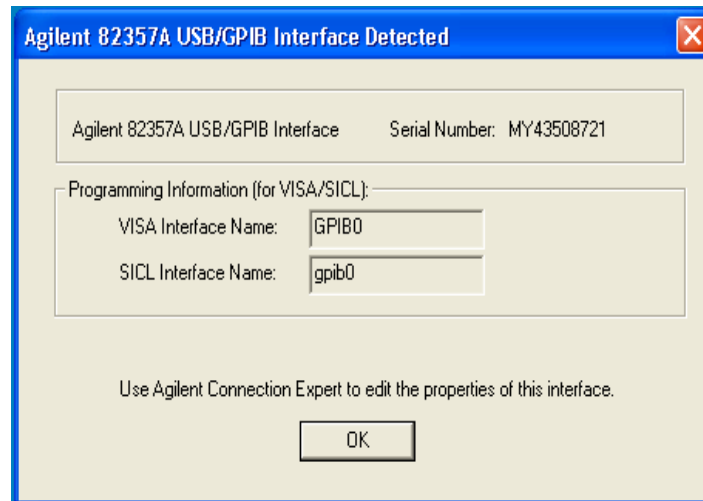 Agilent 82357A USB/GPIB Interface Detected
Agilent 82357A USB/GPIB Interface Serial Number: MY43508721
Programming Information (for VISA/SICL):
VISA Interface Name: GPIB0
SICL Interface Name: gpib0
Use Agilent Connection Expert to edit the properties of this interface.
OK